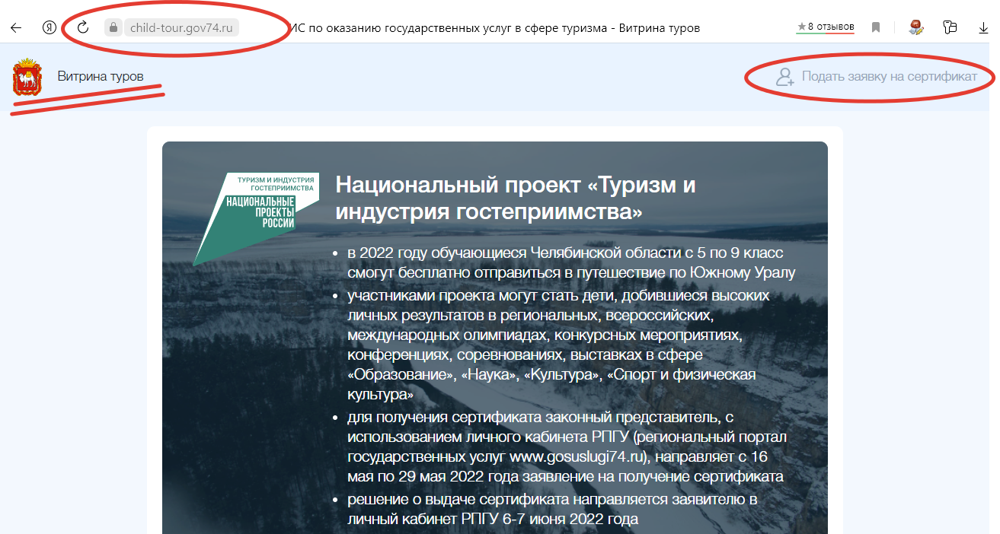 Я child-tour.gov74.ru ИС по оказанию государственных услуг в сфере туризма - Витрина туров 8 отзывов
Витрина туров Подать заявку на сертификат
ТУРИЗМ И ИНДУСТРИЯ
ГОСТЕПРИИМСТВА
НАЦИОНАЛЬНЫЕ
ПРОЕКТЫ
РОССИИ
Национальный проект «Туризм и
индустрия гостеприимства»
• в 2022 году обучающиеся Челябинской области с 5 по 9 класс
смогут бесплатно отправиться в путешествие по Южному Уралу
• участниками проекта могут стать дети, добившиеся высоких
личных результатов в региональных, всероссийских,
международных олимпиадах, конкурсных мероприятиях,
конференциях, соревнованиях, выставках в сфере
«Образование», «Наука», «Культура», «Спорт и физическая
культура»
• для получения сертификата законный представитель, с
использованием личного кабинета РПГУ (региональный портал
государственных услуг www.gosuslugi74.ru), направляет с 16
мая по 29 мая 2022 года заявление на получение сертификата
• решение о выдаче сертификата направляется заявителю в
личный кабинет РПГУ 6-7 июня 2022 года